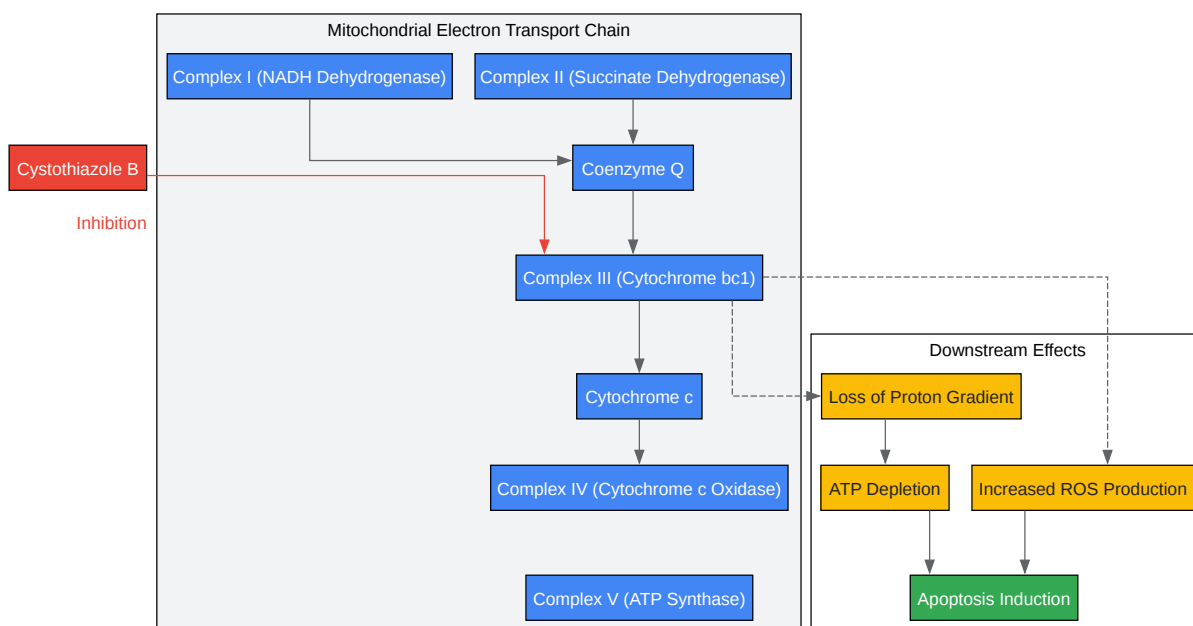 Mitochondrial Electron Transport Chain
Complex I (NADH Dehydrogenase)
Complex II (Succinate Dehydrogenase)
Cystothiazole B
Coenzyme Q
Inhibition
Complex III (Cytochrome bc1)
Downstream Effects
Cytochrome c
Loss of Proton Gradient
Complex IV (Cytochrome c Oxidase)
ATP Depletion
Increased ROS Production
Complex V (ATP Synthase)
Apoptosis Induction